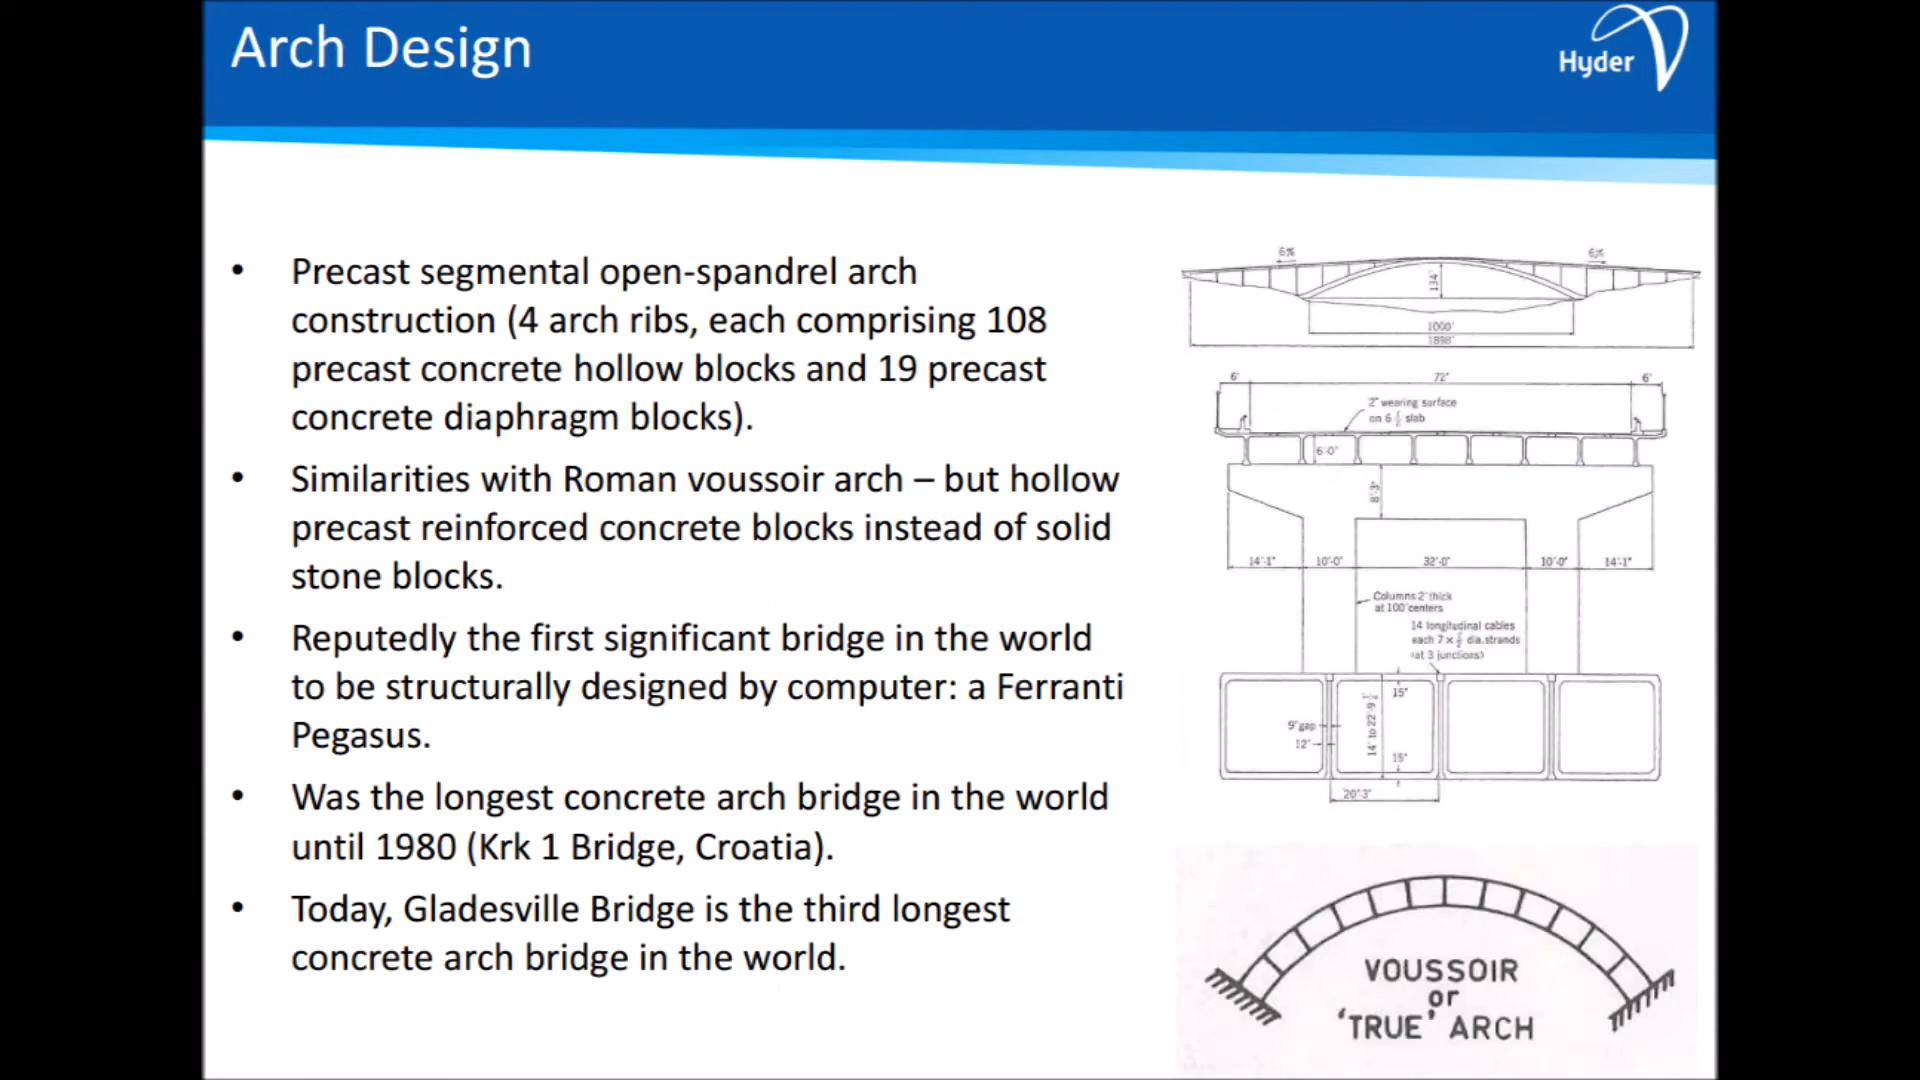 Arch Design
Hyder
• Precast segmental open-spandrel arch
construction (4 arch ribs, each comprising 108
precast concrete hollow blocks and 19 precast
concrete diaphragm blocks).
• Similarities with Roman voussoir arch – but hollow
precast reinforced concrete blocks instead of solid
stone blocks.
• Reputedly the first significant bridge in the world
to be structurally designed by computer: a Ferranti
Pegasus.
• Was the longest concrete arch bridge in the world
until 1980 (Krk 1 Bridge, Croatia).
• Today, Gladesville Bridge is the third longest
concrete arch bridge in the world.
6% 6%
134'
1000'
1898'
6' 72' 6'
2" wearing surface
on 6 slab
6'-0"
8'-3"
14'-1" 10'-0" 32'-0" 10'-0" 14'-1"
Columns 2' thick
at 100' centers
14 longitudinal cables
each 7 x dia. strands
(at 3 junctions)
15"
9" gap
12"
14' to 22'-9
15"
20'-3"
VOUSSOIR
or
'TRUE' ARCH